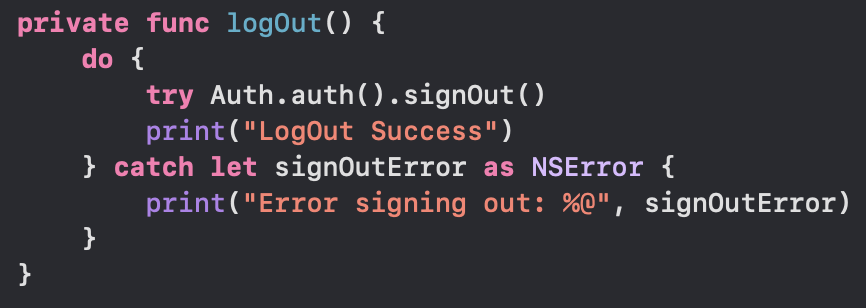 private func logOut() {
    do {
        try Auth.auth().signOut()
        print("LogOut Success")
    } catch let signOutError as NSError {
        print("Error signing out: %@", signOutError)
    }
}